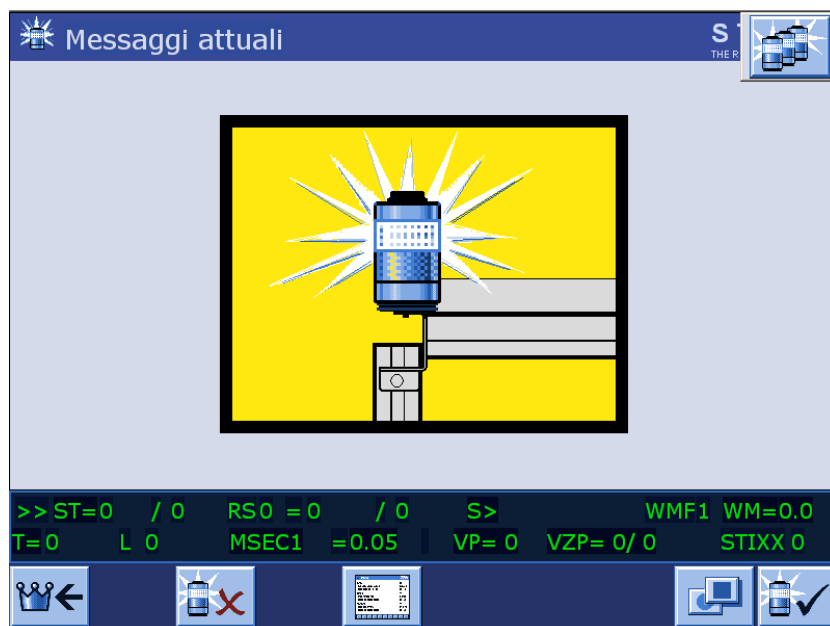 Messaggi attuali
S
THE R
>> ST=0 / 0 RS0 =0 / 0 S> WMF1 WM=0.0
T=0 L 0 MSEC1 =0.05 VP= 0 VZP= 0/ 0 STIXX 0